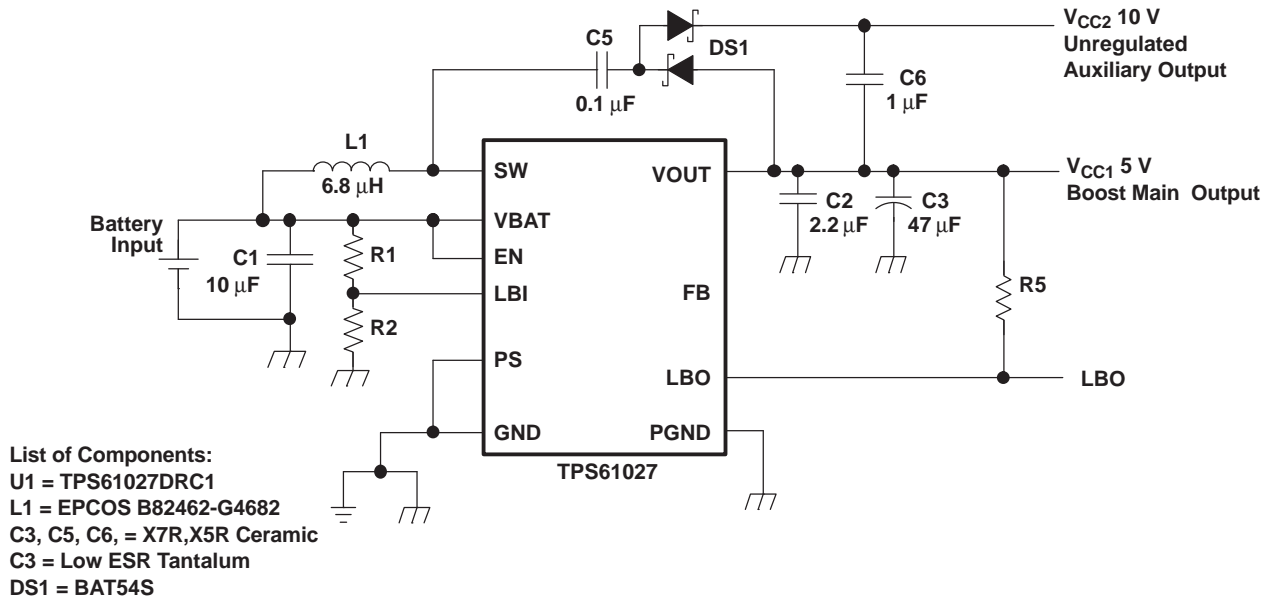 C5
0.1 μF
DS1
VCC2 10 V
Unregulated
Auxiliary Output
C6
1 μF
L1
6.8 μH
SW
VOUT
VCC1 5 V
Boost Main Output
Battery
Input
C1
10 μF
R1
R2
VBAT
EN
LBI
PS
GND
FB
LBO
PGND
C2
2.2 μF
C3
47 μF
R5
LBO
TPS61027
List of Components:
U1 = TPS61027DRC1
L1 = EPCOS B82462-G4682
C3, C5, C6, = X7R,X5R Ceramic
C3 = Low ESR Tantalum
DS1 = BAT54S